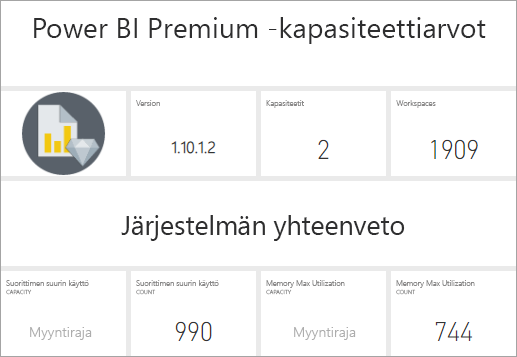 Power BI Premium -kapasiteettiarvot
Version
Kapasiteetit
Workspaces
1.10.1.2
2
1909
Järjestelmän yhteenveto
Suorittimen suurin käyttö
CAPACITY
Suorittimen suurin käyttö
COUNT
Memory Max Utilization
CAPACITY
Memory Max Utilization
COUNT
Myyntiraja
990
Myyntiraja
744